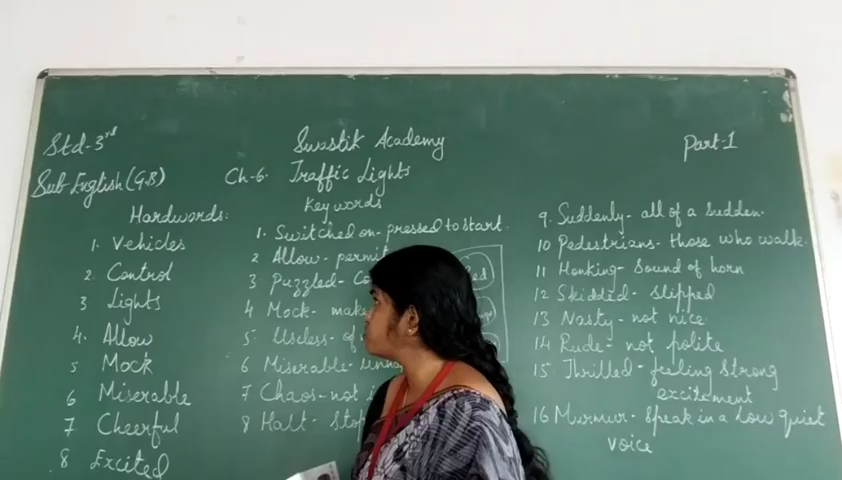 Std-3rd
Swastik Academy
Part-1
Sub English (G.B)
Ch-6. Traffic Lights
Hardwords:
1. Vehicles
2. Control
3 Lights
4. Allow
5 Mock
6 Miserable
7 Cheerful
8 Excited
Key words
1. Switched on - pressed to start.
2 Allow - permit
3 Puzzled - Co
4 Mock - make
5 Useless - of
6 Miserable -
7 Chaos - not
8 Halt - Stop
9. Suddenly - all of a sudden.
10 Pedestrians - those who walk.
11 Honking - Sound of horn
12 Skidded - slipped
13 Nasty - not nice
14 Rude - not polite
15 Thrilled - feeling strong
excitement
16 Murmur - Speak in a low quiet
voice